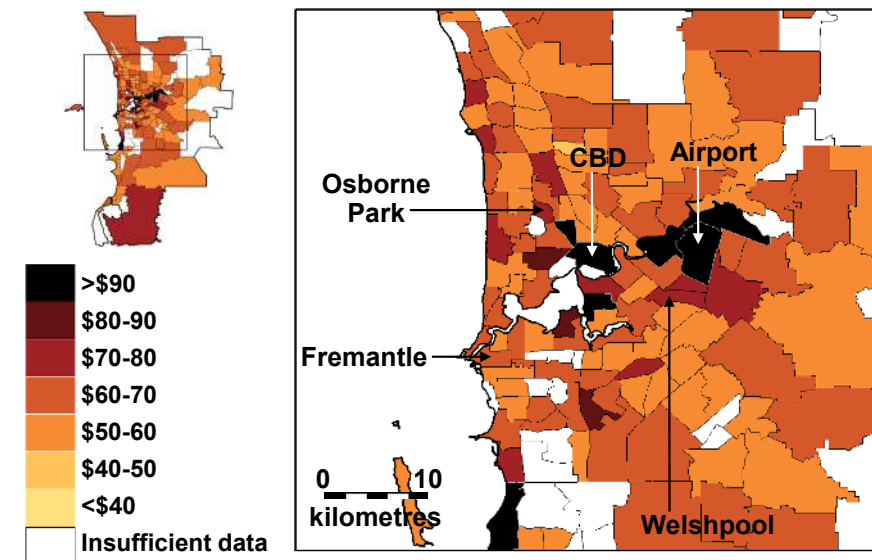 CBD
Airport
Osborne
Park
Fremantle
Welshpool
0 10
kilometres
>$90
$80-90
$70-80
$60-70
$50-60
$40-50
<$40
Insufficient data